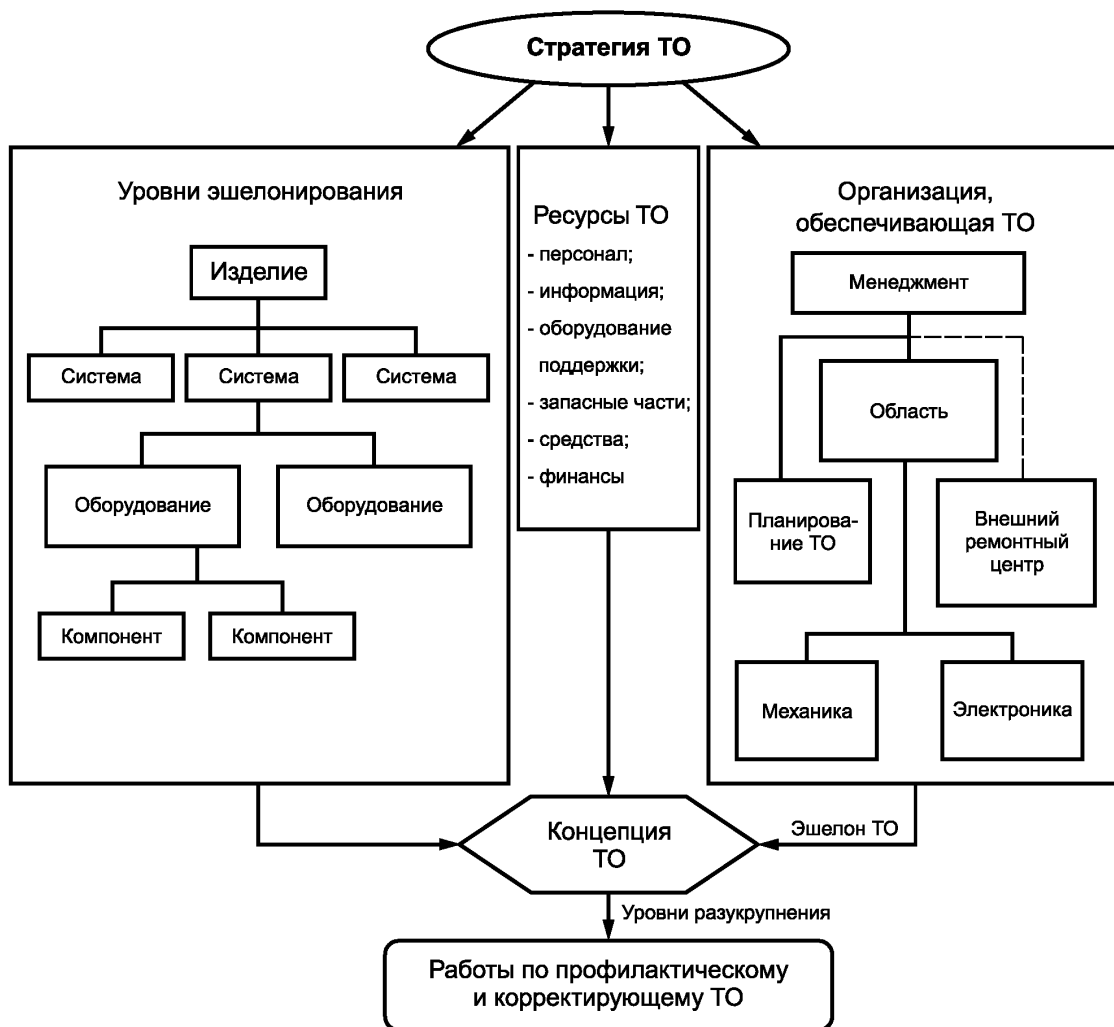 Стратегия ТО
Уровни эшелонирования
Изделие
Система
Система
Система
Оборудование
Оборудование
Компонент
Компонент
Ресурсы ТО
- персонал;
- информация;
- оборудование
поддержки;
- запасные части;
- средства;
- финансы
Организация,
обеспечивающая ТО
Менеджмент
Область
Планирова-
ние ТО
Внешний
ремонтный
центр
Механика
Электроника
Эшелон ТО
Концепция
ТО
Уровни разукрупнения
Работы по профилактическому
и корректирующему ТО